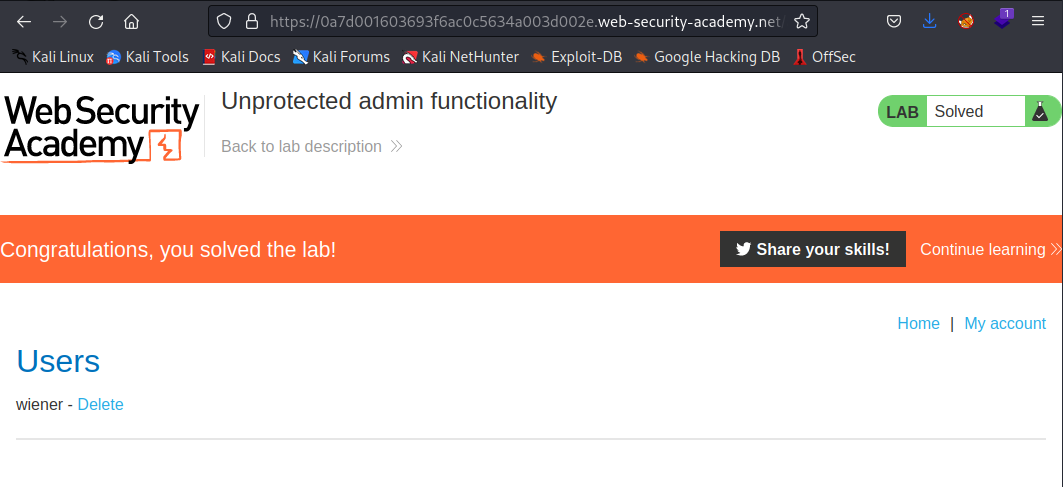 https://0a7d001603693f6ac0c5634a003d002e.web-security-academy.net/
1
Kali Linux Kali Tools Kali Docs Kali Forums Kali NetHunter Exploit-DB Google Hacking DB OffSec
Web Security
Academy
Unprotected admin functionality
Back to lab description
LAB Solved
Congratulations, you solved the lab!
Share your skills! Continue learning
Home | My account
Users
wiener - Delete